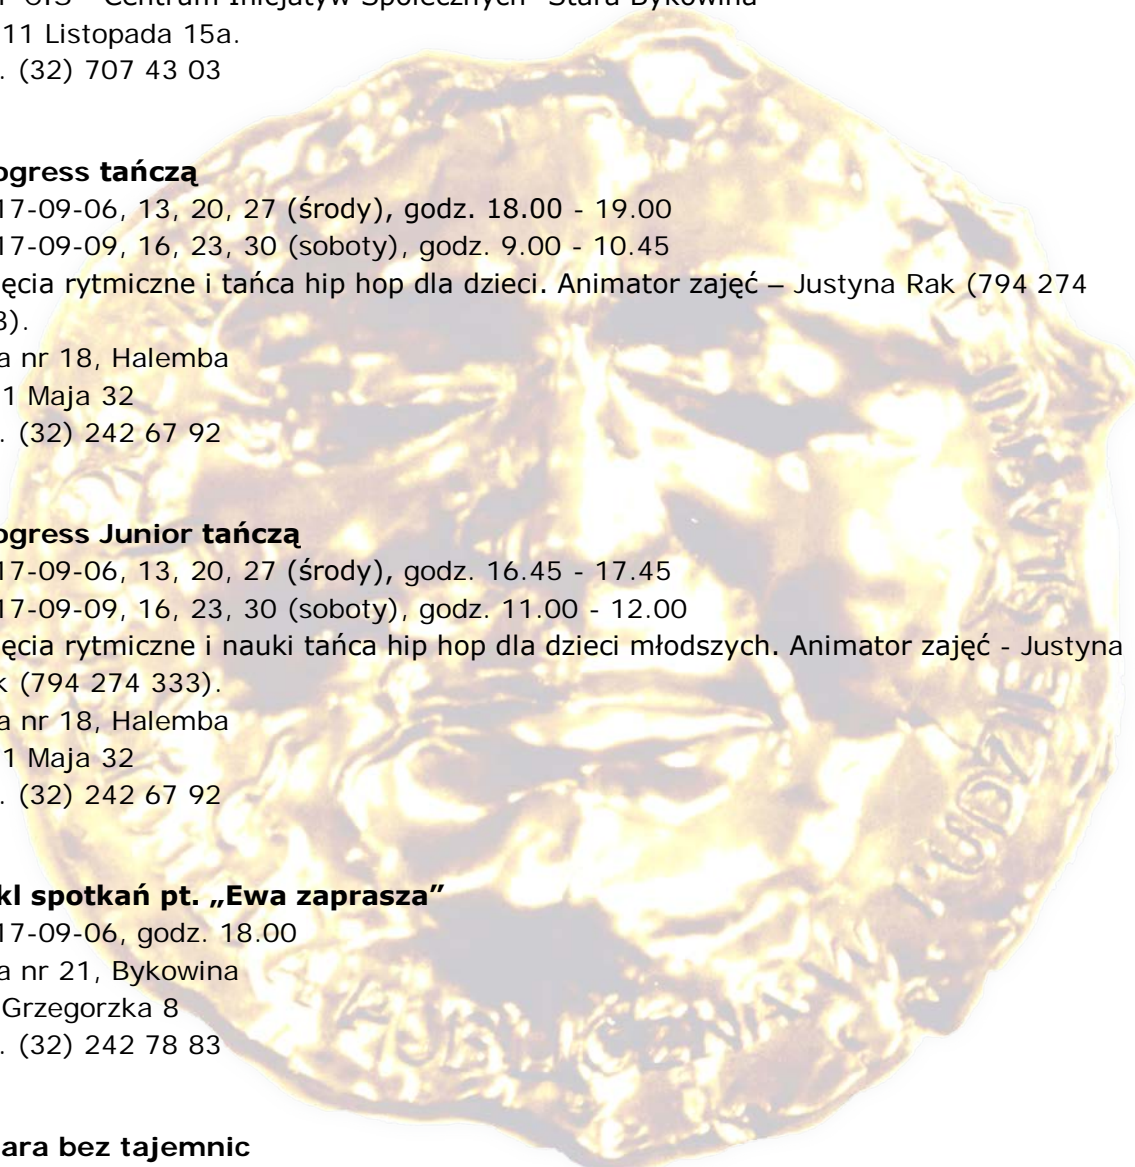 Centrum Inicjatyw Społecznych Stara Bykowina
11 Listopada 15a.
. (32) 707 43 03
ogress tańczą
17-09-06, 13, 20, 27 (środy), godz. 18.00 - 19.00
17-09-09, 16, 23, 30 (soboty), godz. 9.00 - 10.45
ęcia rytmiczne i tańca hip hop dla dzieci. Animator zajęć – Justyna Rak (794 274
3).
a nr 18, Halemba
1 Maja 32
. (32) 242 67 92
ogress Junior tańczą
17-09-06, 13, 20, 27 (środy), godz. 16.45 - 17.45
17-09-09, 16, 23, 30 (soboty), godz. 11.00 - 12.00
ęcia rytmiczne i nauki tańca hip hop dla dzieci młodszych. Animator zajęć - Justyna
k (794 274 333).
a nr 18, Halemba
1 Maja 32
. (32) 242 67 92
kl spotkań pt. „Ewa zaprasza”
17-09-06, godz. 18.00
a nr 21, Bykowina
Grzegorzka 8
. (32) 242 78 83
ara bez tajemnic